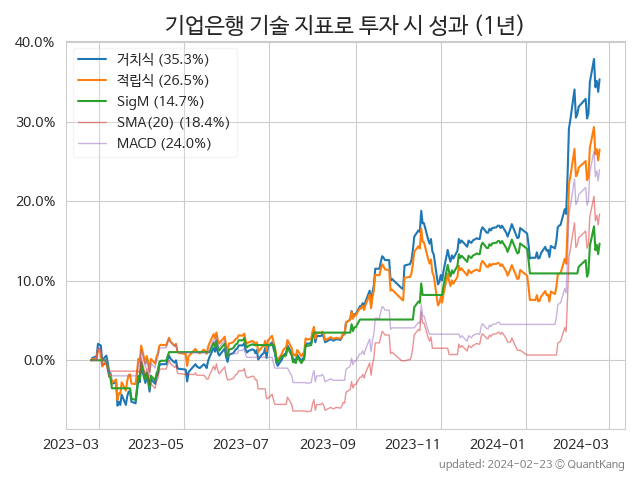 기업은행 기술 지표로 투자 시 성과 (1년)
40.0%
30.0%
20.0%
10.0%
0.0%
거치식 (35.3%)
적립식 (26.5%)
SigM (14.7%)
SMA(20) (18.4%)
MACD (24.0%)
2023-03 2023-05 2023-07 2023-09 2023-11 2024-01 2024-03
updated: 2024-02-23 © QuantKang